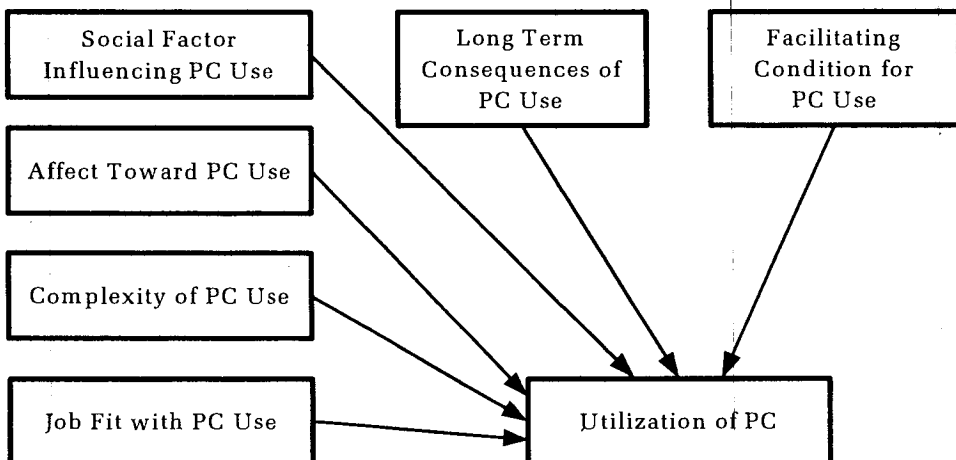 Social Factor
Influencing PC Use
Long Term
Consequences of
PC Use
Facilitating
Condition for
PC Use
Affect Toward PC Use
Complexity of PC Use
Job Fit with PC Use
Utilization of PC